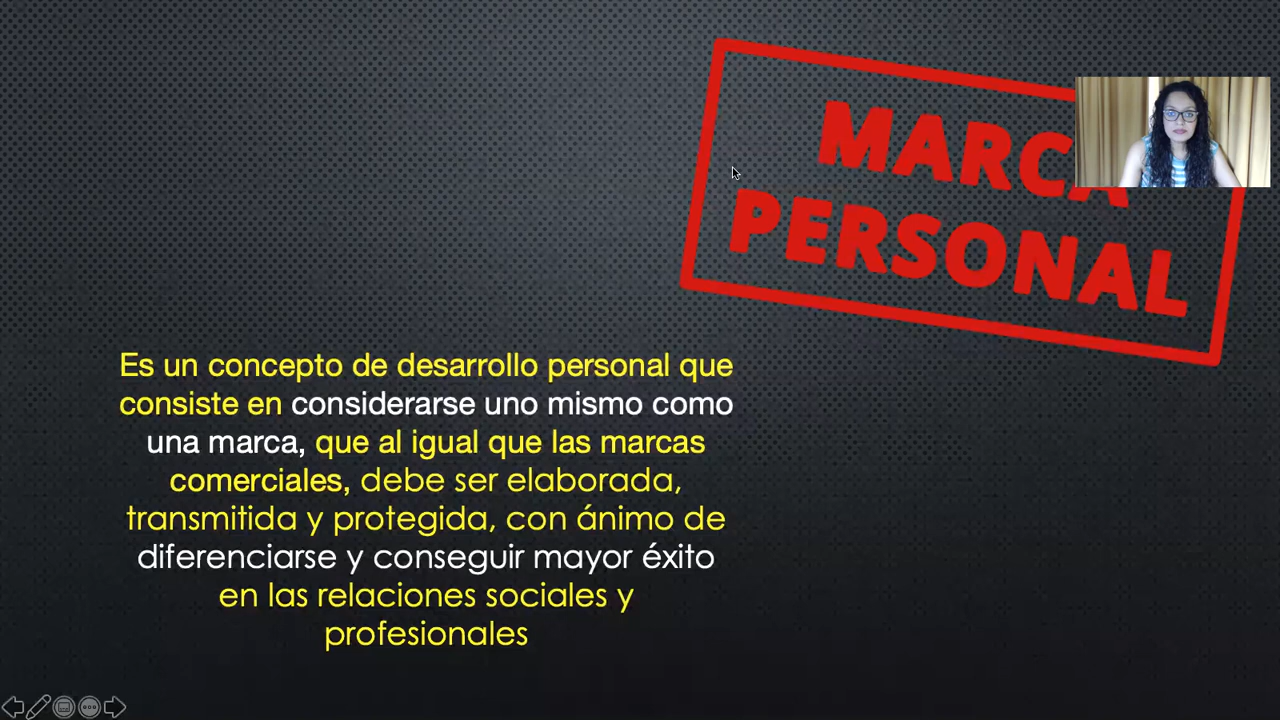 MARCA
PERSONAL
Es un concepto de desarrollo personal que
consiste en considerarse uno mismo como
una marca, que al igual que las marcas
comerciales, debe ser elaborada,
transmitida y protegida, con ánimo de
diferenciarse y conseguir mayor éxito
en las relaciones sociales y
profesionales